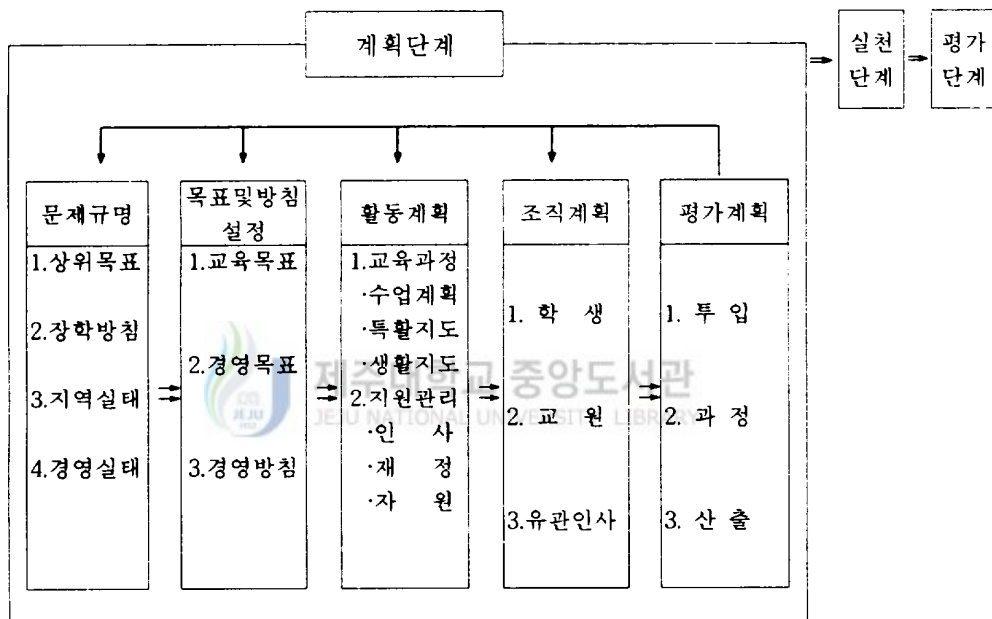 계획단계
실천
단계
평가
단계
문제규명
1.상위목표
2.장학방침
3.지역실태
4.경영실태
목표및방침
설정
1.교육목표
2.경영목표
3.경영방침
활동계획
1.교육과정
·수업계획
·특활지도
·생활지도
2.지원관리
·인 사
·재 정
·자 원
조직계획
1. 학 생
2. 교 원
3.유관인사
평가계획
1. 투 입
2. 과 정
3. 산 출
제주대학교 중앙도서관
JEJU NATIONAL UNIVERSITY LIBRARY
JEJU
1952